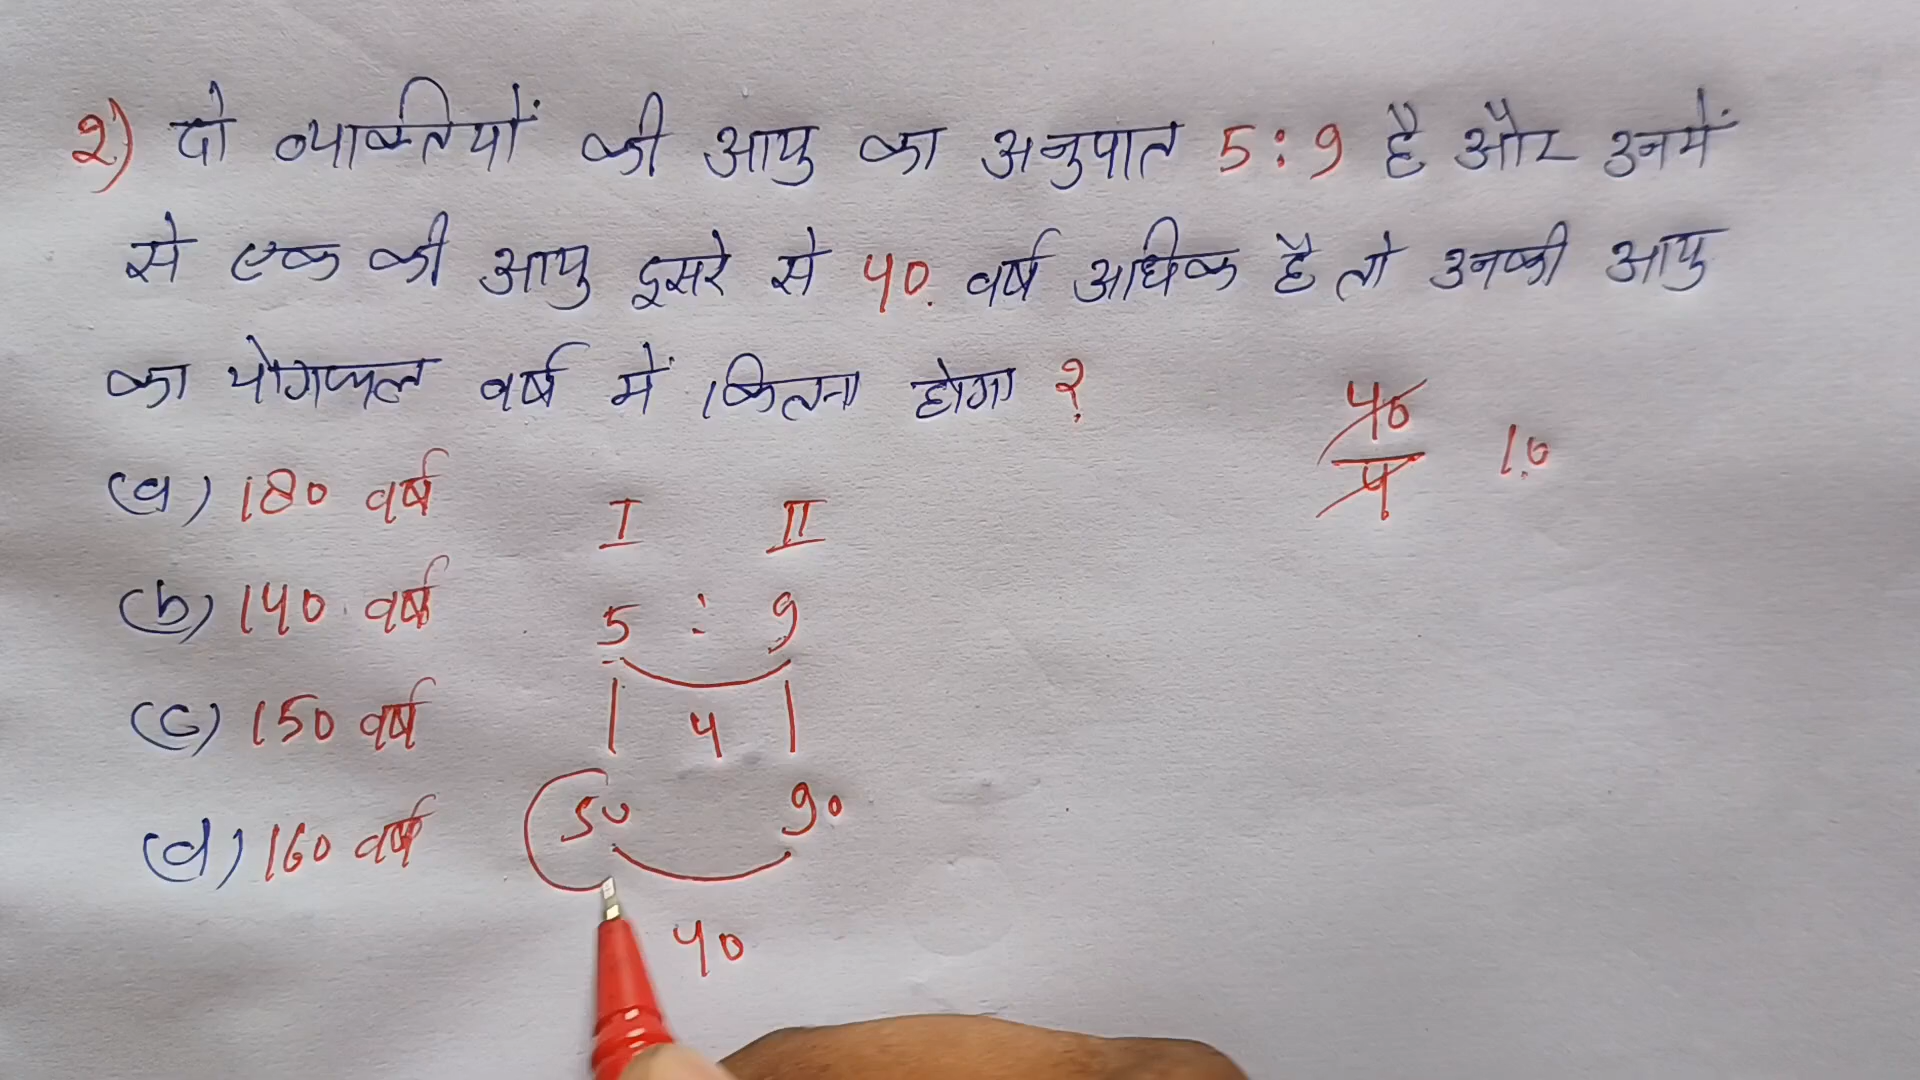 2) दो व्यक्तियों की आयु का अनुपात 5:9 है और उनमें
से एक की आयु दूसरे से 40 वर्ष अधिक है तो उनकी आयु
का योगफल वर्ष में कितना होगा ?
40
4
10
(a) 180 वर्ष
(b) 140 वर्ष
(c) 150 वर्ष
(d) 160 वर्ष
I II
5 : 9
4
50 90
40